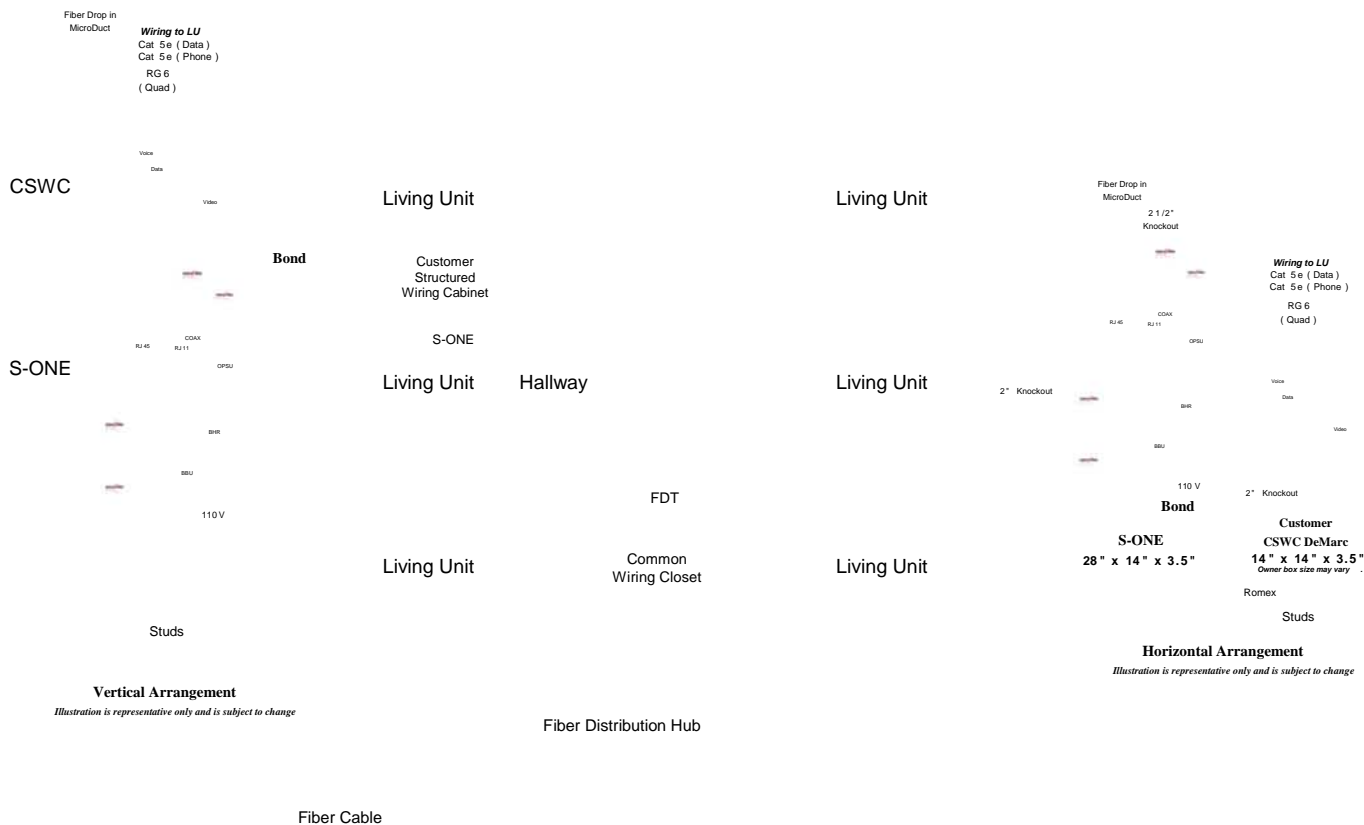 Fiber Drop in
MicroDuct
Wiring to LU
Cat 5e ( Data )
Cat 5e ( Phone )
RG 6
( Quad )
Voice
Data
CSWC
Video
Bond
RJ 45
RJ 11
COAX
OPSU
S-ONE
BHR
BBU
110 V
Studs
Vertical Arrangement
Illustration is representative only and is subject to change
Living Unit
Living Unit
Customer
Structured
Wiring Cabinet
S-ONE
Living Unit
Hallway
Living Unit
FDT
Living Unit
Common
Wiring Closet
Living Unit
Fiber Distribution Hub
Fiber Cable
Fiber Drop in
MicroDuct
2 1/2"
Knockout
Wiring to LU
Cat 5e ( Data )
Cat 5e ( Phone )
RG 6
( Quad )
COAX
RJ 45
RJ 11
OPSU
2" Knockout
Voice
Data
BHR
Video
BBU
110 V
2" Knockout
Bond
S-ONE
28" x 14" x 3.5"
Customer
CSWC DeMarc
14" x 14" x 3.5"
Owner box size may vary .
Romex
Studs
Horizontal Arrangement
Illustration is representative only and is subject to change